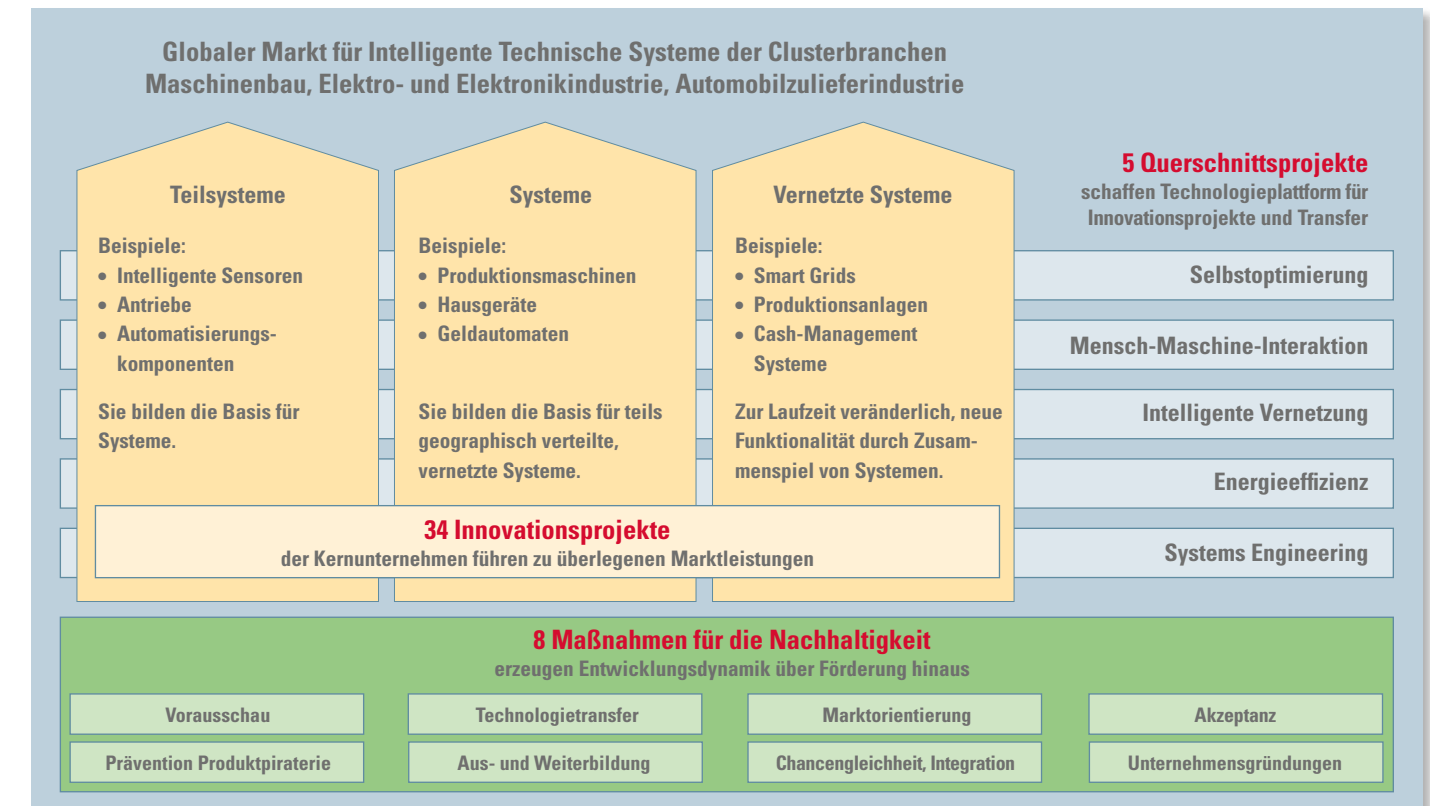 Globaler Markt für Intelligente Technische Systeme der Clusterbranchen
Maschinenbau, Elektro- und Elektronikindustrie, Automobilzulieferindustrie
Teilsysteme
Beispiele:
• Intelligente Sensoren
• Antriebe
• Automatisierungs-
komponenten
Sie bilden die Basis für
Systeme.
Systeme
Beispiele:
• Produktionsmaschinen
• Hausgeräte
• Geldautomaten
Sie bilden die Basis für teils
geographisch verteilte,
vernetzte Systeme.
Vernetzte Systeme
Beispiele:
• Smart Grids
• Produktionsanlagen
• Cash-Management
Systeme
Zur Laufzeit veränderlich, neue
Funktionalität durch Zusam-
menspiel von Systemen.
5 Querschnittsprojekte
schaffen Technologieplattform für
Innovationsprojekte und Transfer
Selbstoptimierung
Mensch-Maschine-Interaktion
Intelligente Vernetzung
Energieeffizienz
Systems Engineering
34 Innovationsprojekte
der Kernunternehmen führen zu überlegenen Marktleistungen
8 Maßnahmen für die Nachhaltigkeit
erzeugen Entwicklungsdynamik über Förderung hinaus
Vorausschau
Technologietransfer
Marktorientierung
Akzeptanz
Prävention Produktpiraterie
Aus- und Weiterbildung
Chancengleichheit, Integration
Unternehmensgründungen